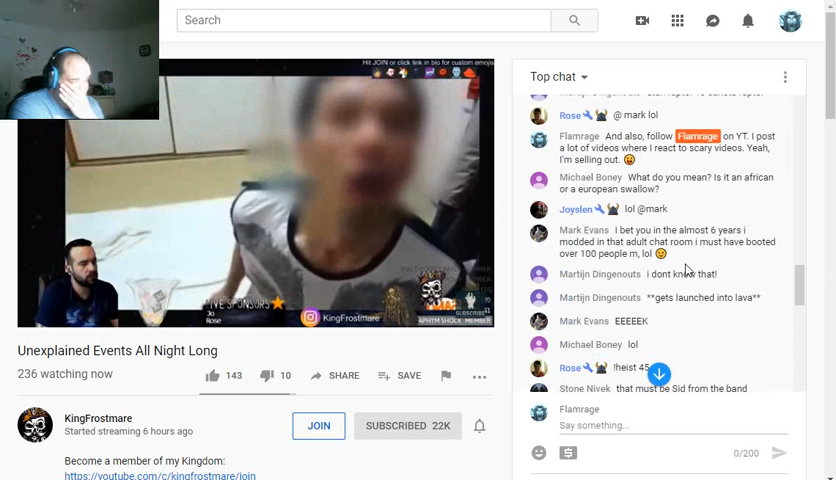 Search
Hit JOIN or click link in bio for custom emojis
LIVE SPONSORS
Jo
Rose
KingFrostmare
SUBSCRIBE
APHYM SHOCK MEMBER
Unexplained Events All Night Long
236 watching now
143
10
SHARE
SAVE
KingFrostmare
Started streaming 6 hours ago
JOIN
SUBSCRIBED 22K
Become a member of my Kingdom:
https://youtube.com/c/kingfrostmare/join
Top chat
Rose @ mark lol
Flamrage And also, follow Flamrage on YT. I post
a lot of videos where I react to scary videos. Yeah,
I'm selling out.
Michael Boney What do you mean? Is it an african
or a european swallow?
Joyslen lol @mark
Mark Evans I bet you in the almost 6 years i
modded in that adult chat room i must have booted
over 100 people m, lol
Martijn Dingenouts i dont know that!
Martijn Dingenouts **gets launched into lava**
Mark Evans EEEEEK
Michael Boney lol
Rose !heist 45
Stone Nivek that must be Sid from the band
Flamrage
Say something...
0/200